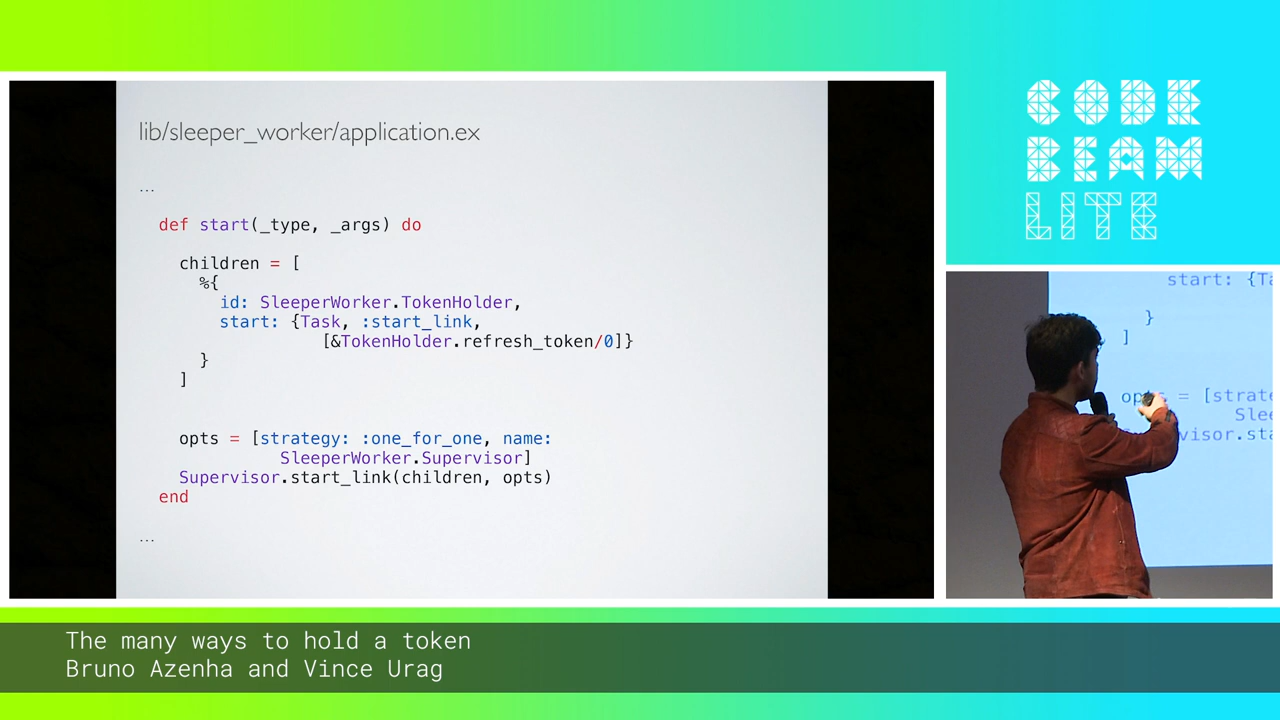 lib/sleeper_worker/application.ex
...
def start(_type, _args) do
children = [
%{
id: SleeperWorker.TokenHolder,
start: {Task, :start_link,
[&TokenHolder.refresh_token/0]}
}
]
opts = [strategy: :one_for_one, name:
SleeperWorker.Supervisor]
Supervisor.start_link(children, opts)
end
...
CODE
BEAM
LITE
start: {Ta
}
]
opts = [strate
Slee
visor.sta
The many ways to hold a token
Bruno Azenha and Vince Urag